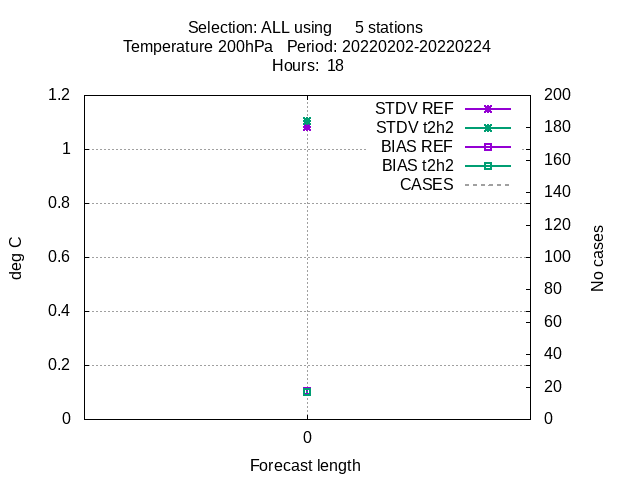 Selection: ALL using     5 stations
Temperature 200hPa   Period: 20220202-20220224
Hours:  18
1.2
1
0.8
0.6
0.4
0.2
0
200
180
160
140
120
100
80
60
40
20
0
STDV REF
STDV t2h2
BIAS REF
BIAS t2h2
CASES
deg C
No cases
0
Forecast length